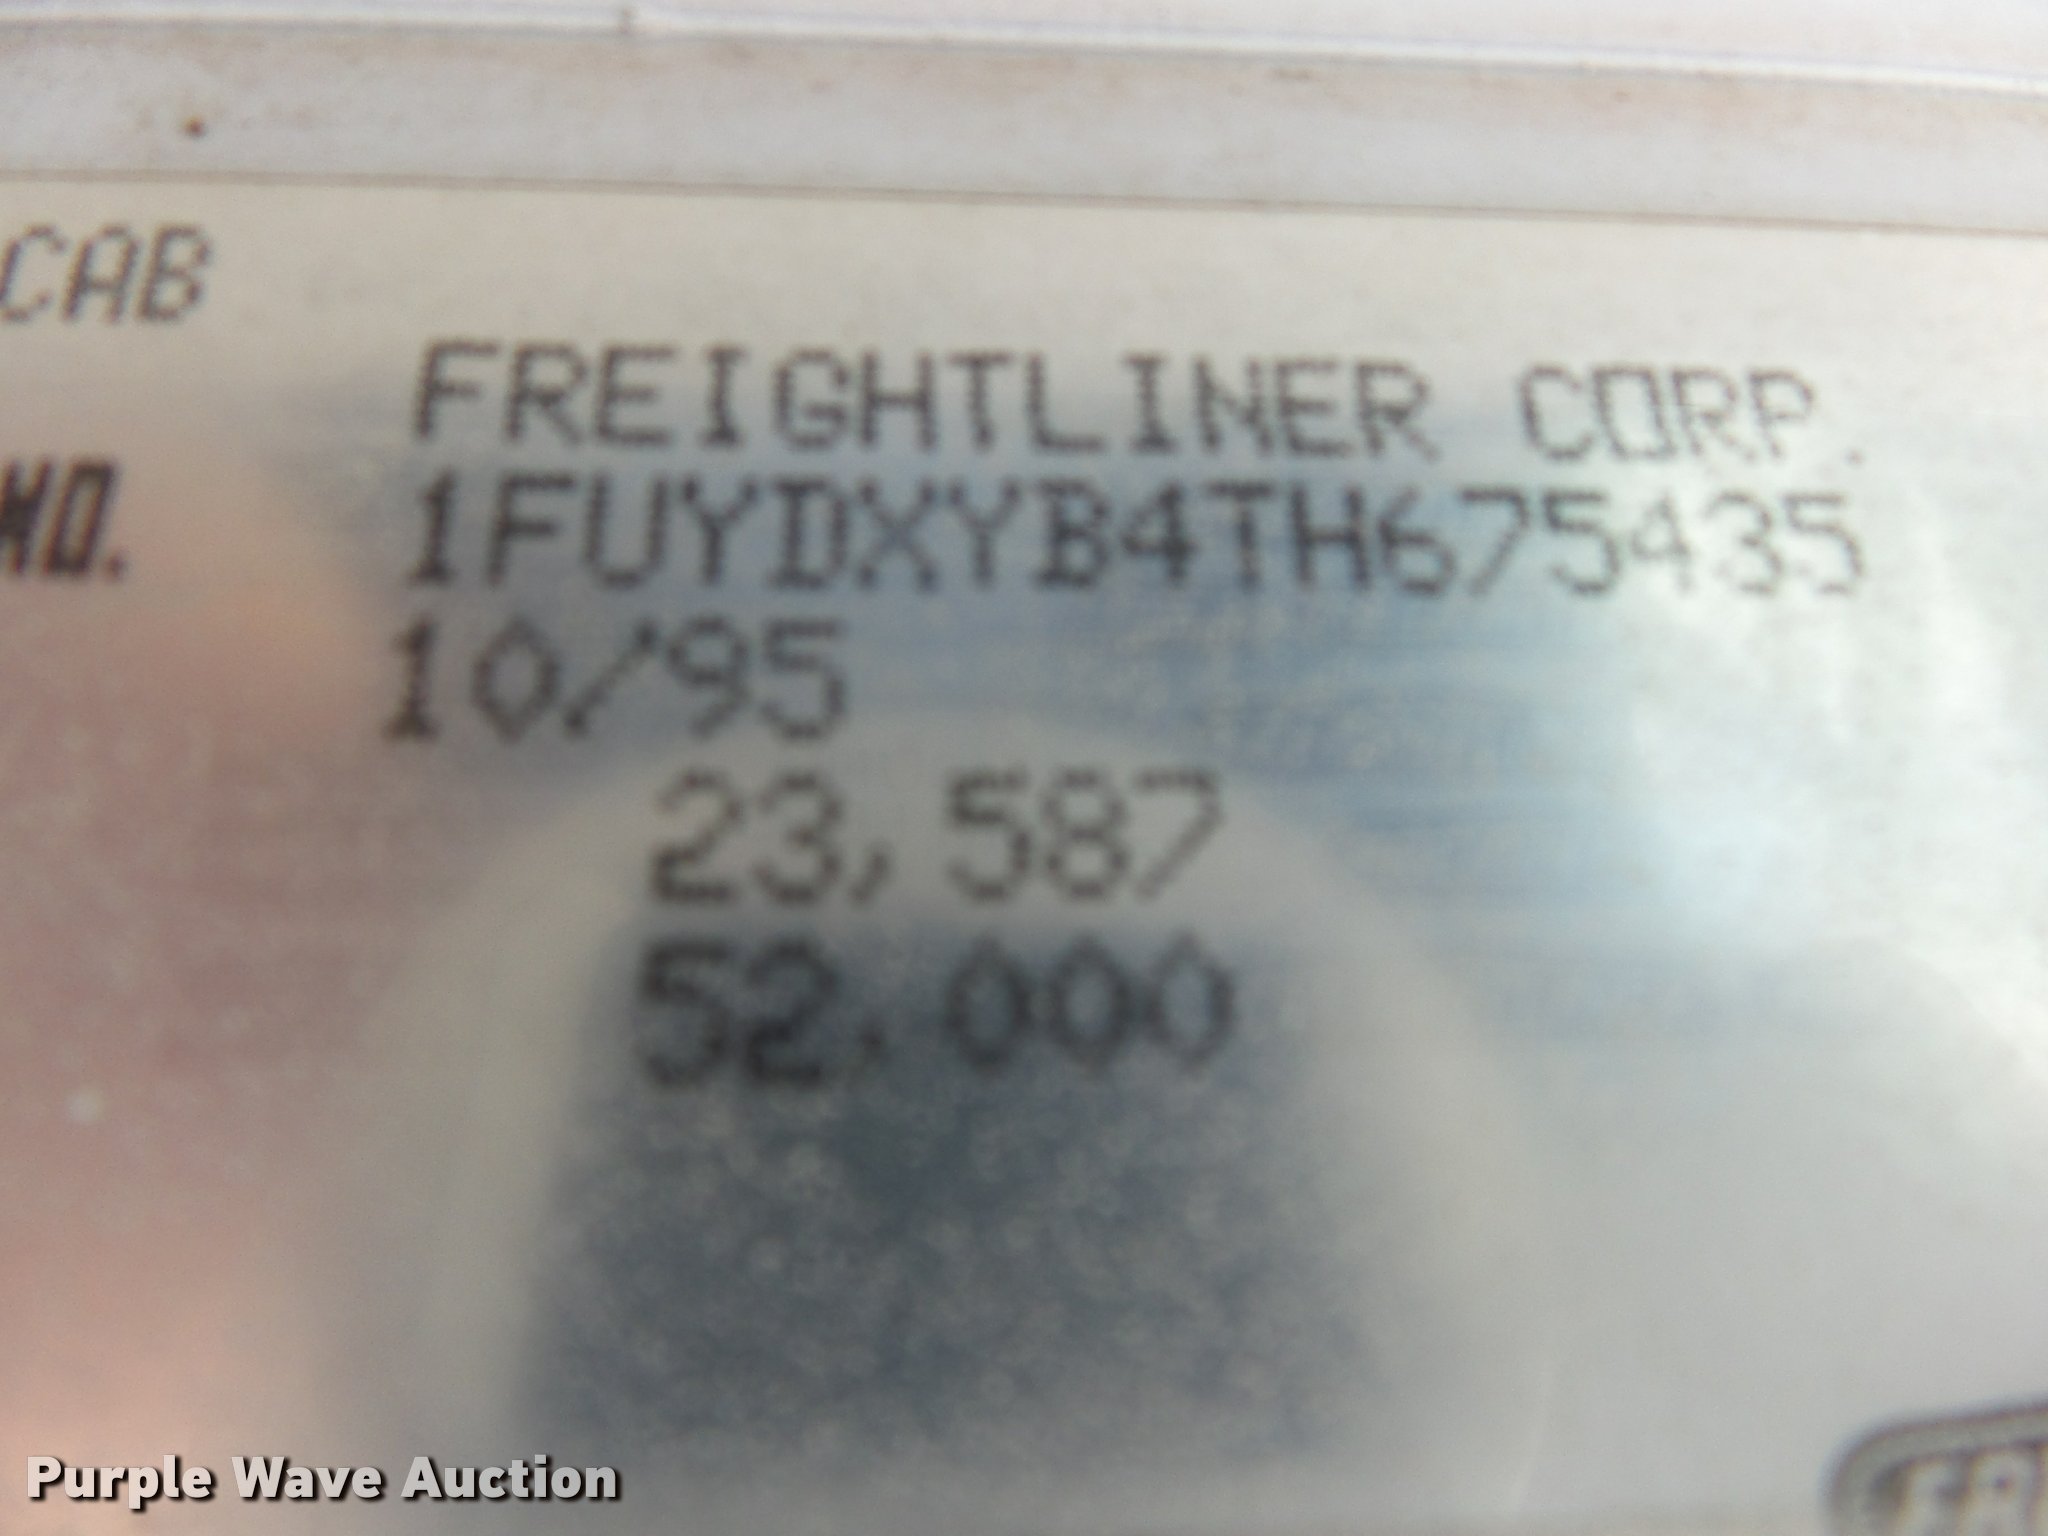 CAB
FREIGHTLINER CORP.
NO. 1FUYDXYB4TH675435
10/95
23,587
52,000
Purple Wave Auction